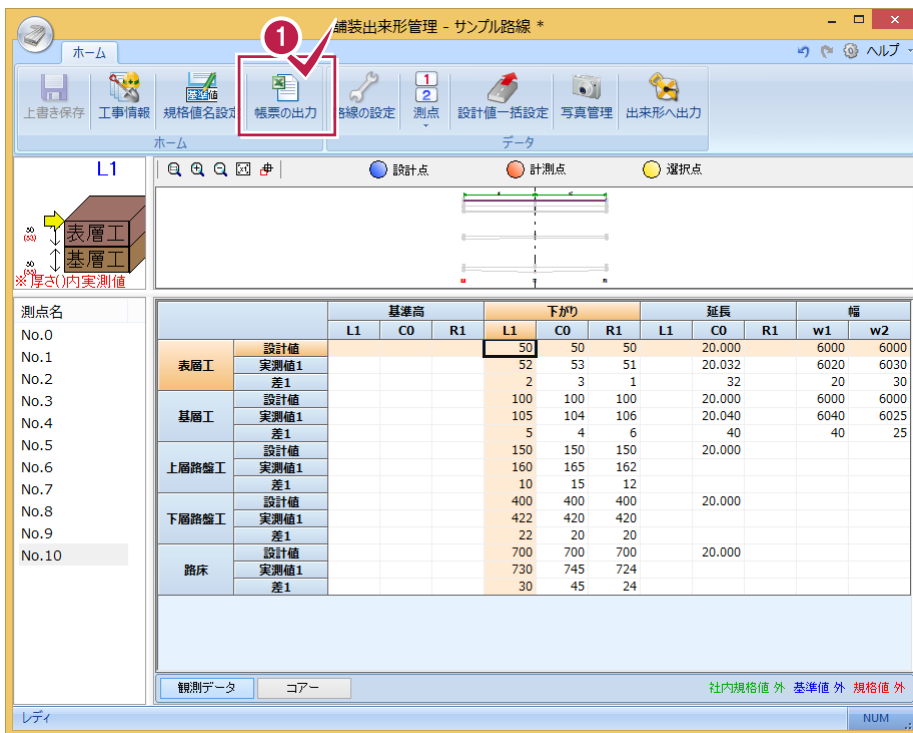 舗装出来形管理 - サンプル路線 *
1
ホーム
ヘルプ
上書き保存 工事情報 規格値名設定 帳票の出力 路線の設定 測点 設計値一括設定 写真管理 出来形へ出力
基準値
1
2
ホーム データ
L1
設計点 計測点 選択点
50
(50)
表層工
50
(55)
基層工
※厚さ()内実測値
測点名
No.0
No.1
No.2
No.3
No.4
No.5
No.6
No.7
No.8
No.9
No.10
基準高 下がり 延長 幅
L1 C0 R1 L1 C0 R1 L1 C0 R1 w1 w2
表層工
設計値 50 50 50 20.000 6000 6000
実測値1 52 53 51 20.032 6020 6030
差1 2 3 1 32 20 30
基層工
設計値 100 100 100 20.000 6000 6000
実測値1 105 104 106 20.040 6040 6025
差1 5 4 6 40 40 25
上層路盤工
設計値 150 150 150 20.000
実測値1 160 165 162
差1 10 15 12
下層路盤工
設計値 400 400 400 20.000
実測値1 422 420 420
差1 22 20 20
路床
設計値 700 700 700 20.000
実測値1 730 745 724
差1 30 45 24
観測データ コアー
社内規格値 外 基準値 外 規格値 外
レディ NUM